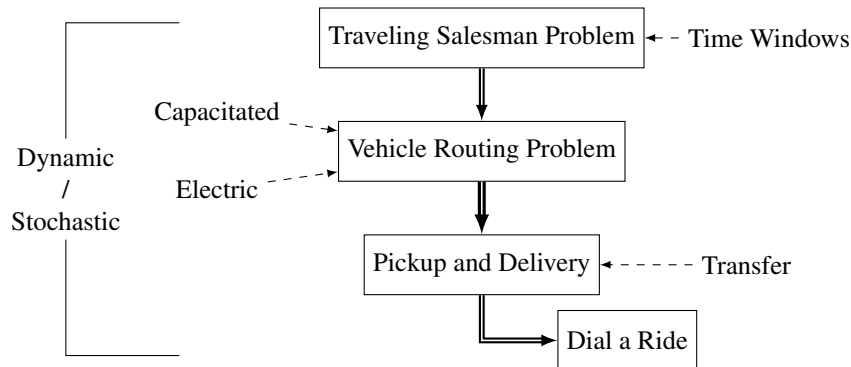 Traveling Salesman Problem
Time Windows
Capacitated
Vehicle Routing Problem
Dynamic
/
Stochastic
Electric
Pickup and Delivery
Transfer
Dial a Ride